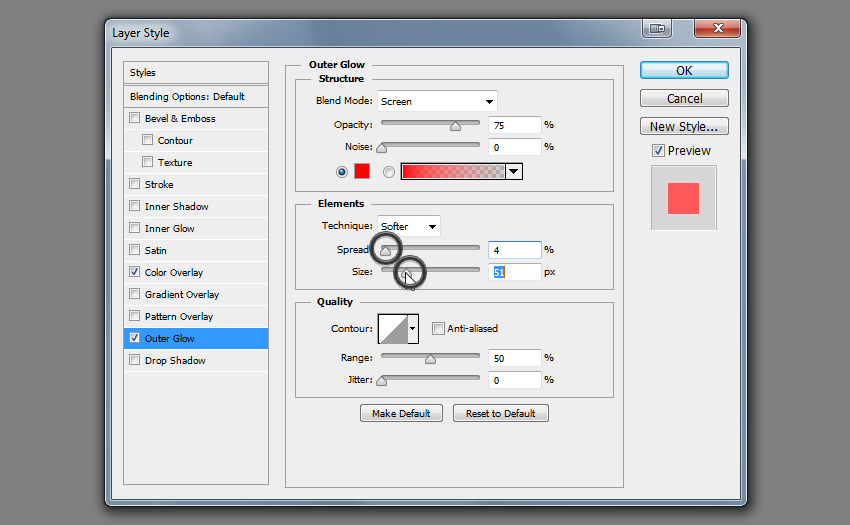 Layer Style
Styles
Blending Options: Default
Bevel & Emboss
Contour
Texture
Stroke
Inner Shadow
Inner Glow
Satin
Color Overlay
Gradient Overlay
Pattern Overlay
Outer Glow
Drop Shadow
Outer Glow
Structure
Blend Mode: Screen
Opacity: 75 %
Noise: 0 %
Elements
Technique: Softer
Spread 4 %
Size: 51 px
Quality
Contour: Anti-aliased
Range: 50 %
Jitter: 0 %
Make Default Reset to Default
OK
Cancel
New Style...
Preview